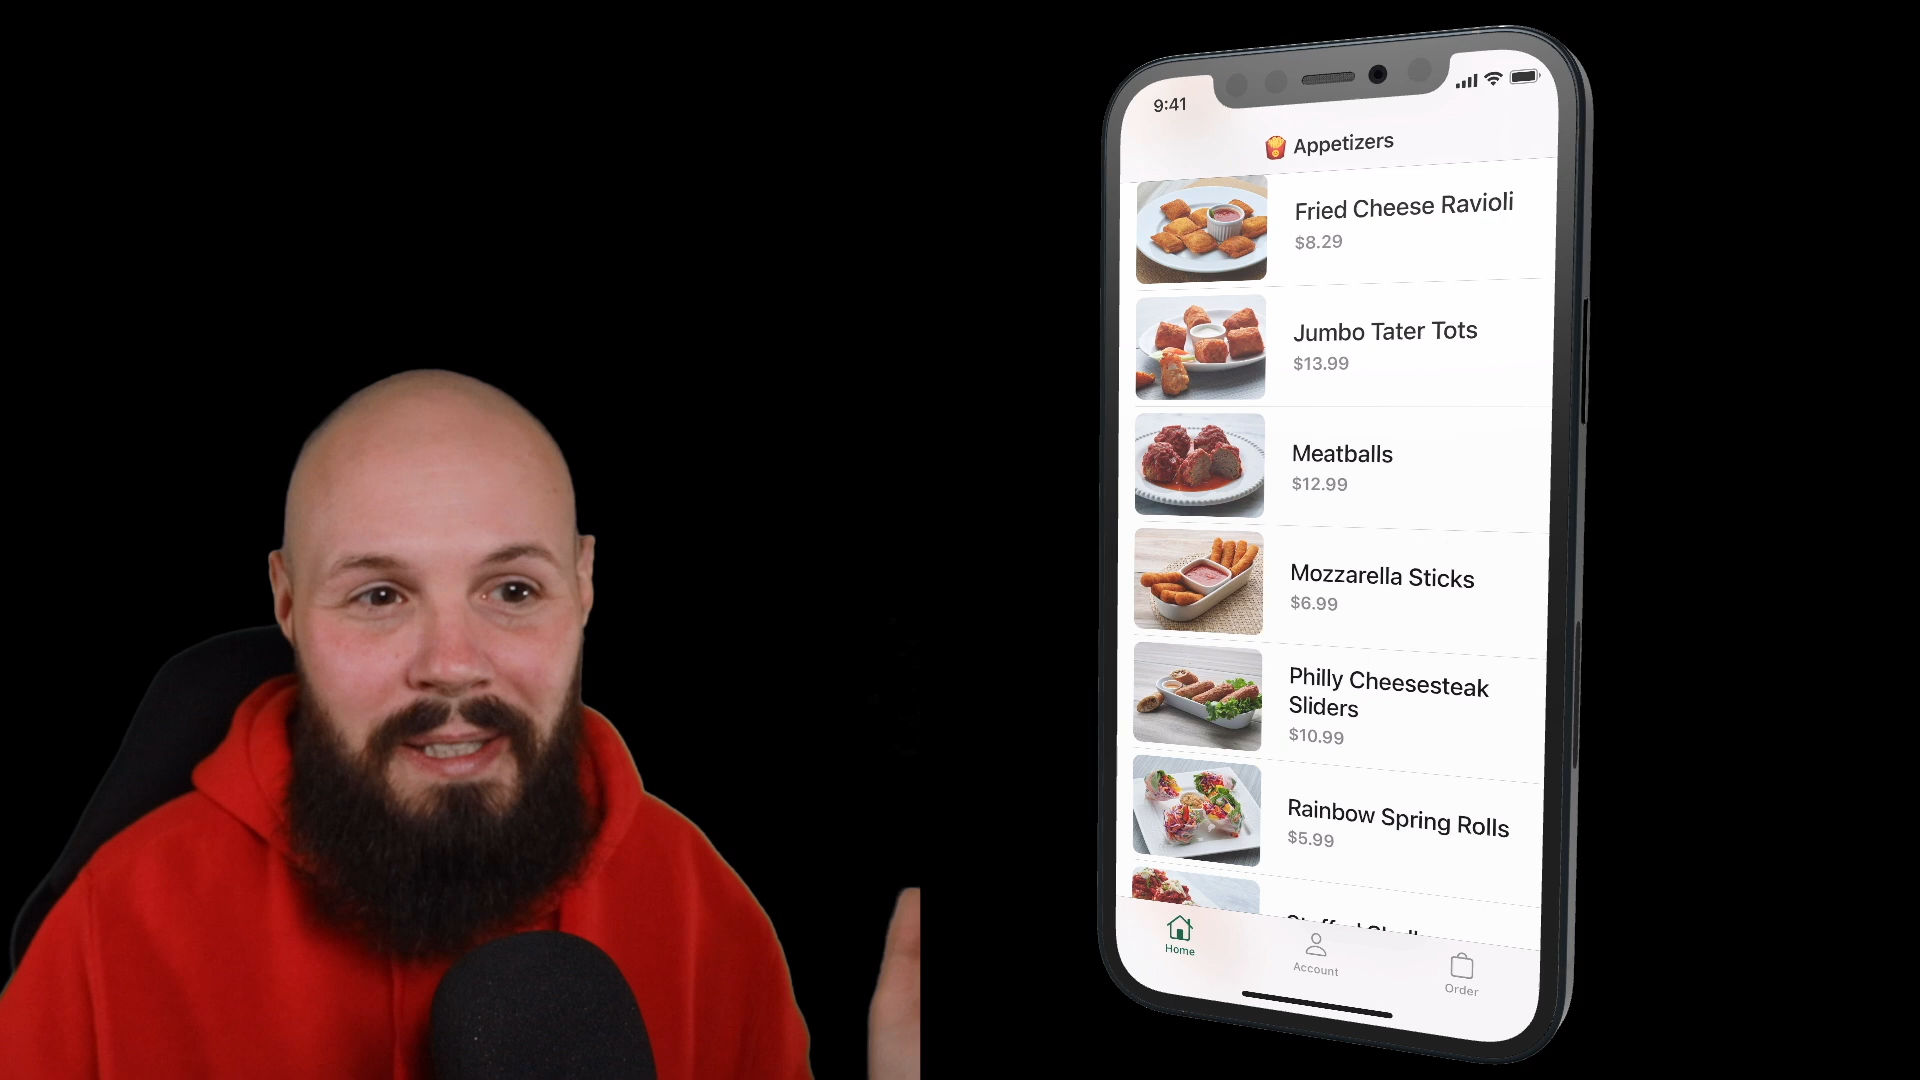 9:41
Appetizers
Fried Cheese Ravioli
$8.29
Jumbo Tater Tots
$13.99
Meatballs
$12.99
Mozzarella Sticks
$6.99
Philly Cheesesteak
Sliders
$10.99
Rainbow Spring Rolls
$5.99
Home
Account
Order